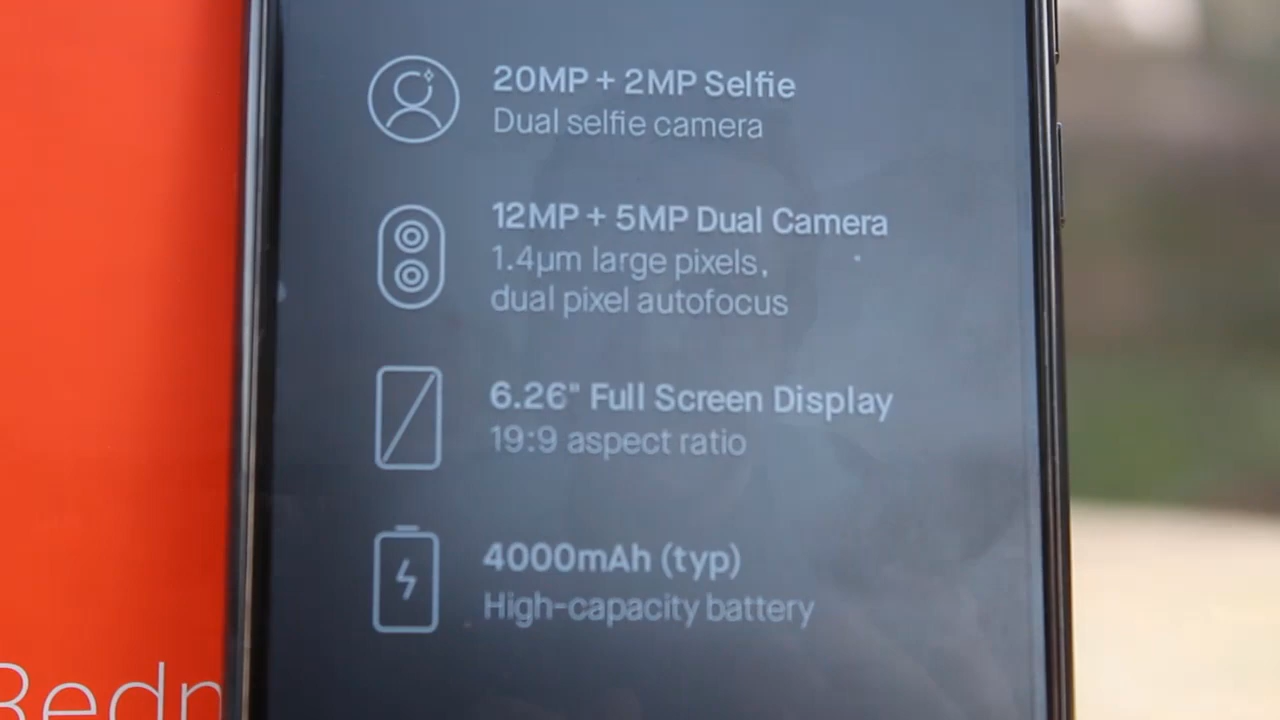 20MP + 2MP Selfie
Dual selfie camera
12MP + 5MP Dual Camera
1.4µm large pixels,
dual pixel autofocus
6.26" Full Screen Display
19:9 aspect ratio
4000mAh (typ)
High-capacity battery
Redn